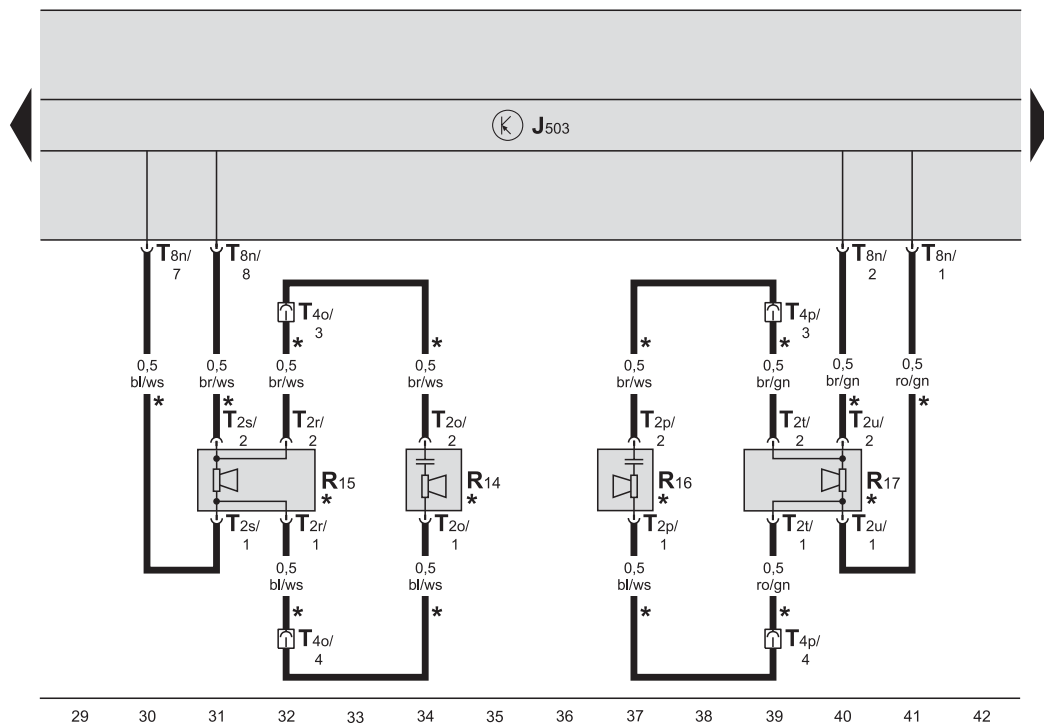 J503
T8n/ T8n/ T8n/ T8n/
7 8 2 1
T4o/ T4p/
3 3
* * * *
0,5 0,5 0,5 0,5 0,5 0,5 0,5 0,5
bl/ws br/ws br/ws br/ws br/ws br/gn br/gn ro/gn
* * * *
T2s/ T2r/ T2o/ T2p/ T2t/ T2u/
2 2 2 2 2 2
R15 R14 R16 R17
* * * *
T2s/ T2r/ T2o/ T2p/ T2t/ T2u/
1 1 1 1 1 1
0,5 0,5 0,5 0,5
bl/ws bl/ws bl/ws ro/gn
* * * *
T4o/ T4p/
4 4
29 30 31 32 33 34 35 36 37 38 39 40 41 42